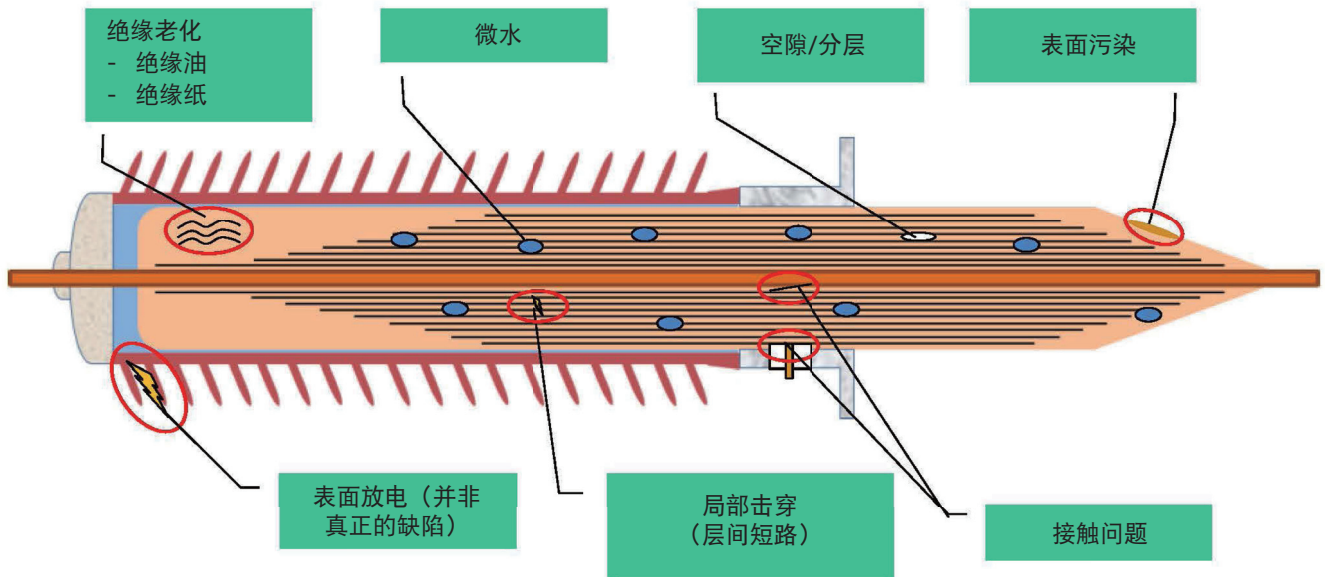 绝缘老化
- 绝缘油
- 绝缘纸
微水
空隙/分层
表面污染
表面放电（并非
真正的缺陷）
局部击穿
（层间短路）
接触问题